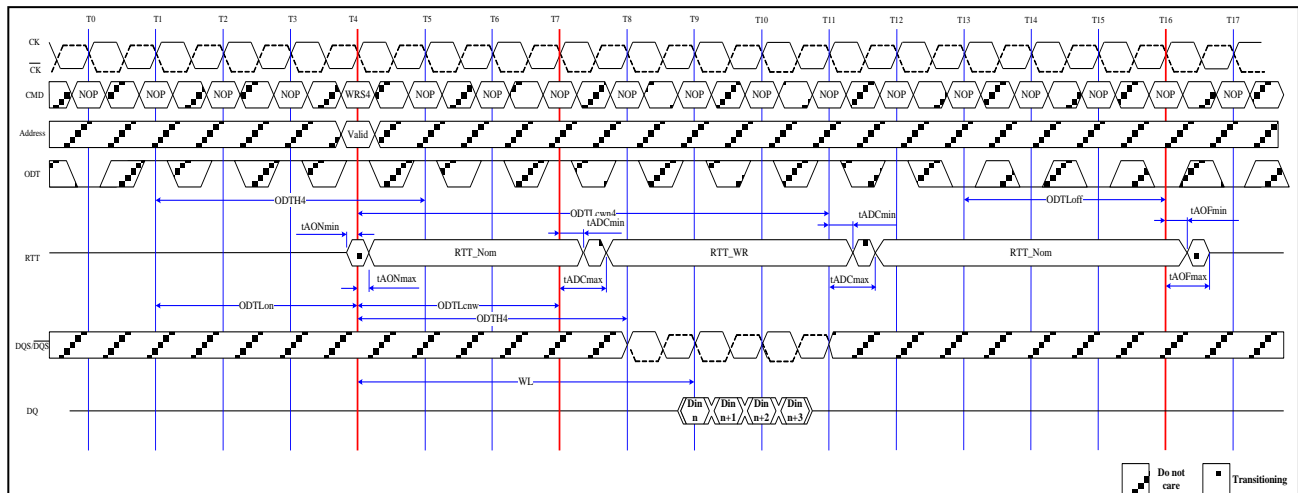 T0 T1 T2 T3 T4 T5 T6 T7 T8 T9 T10 T11 T12 T13 T14 T15 T16 T17
CK
CK
CMD NOP NOP NOP NOP WRS4 NOP NOP NOP NOP NOP NOP NOP NOP NOP NOP NOP NOP NOP
Address Valid
ODT
ODTH4 ODTLcwn4 ODTLoff
tAONmin tADCmin tADCmin tAOFmin
RTT RTT_Nom RTT_WR RTT_Nom
tAONmax tADCmax tADCmax tAOFmax
ODTLon ODTLcnw
ODTH4
DQS/DQS
WL
DQ Din n Din n+1 Din n+2 Din n+3
Do not care Transitioning